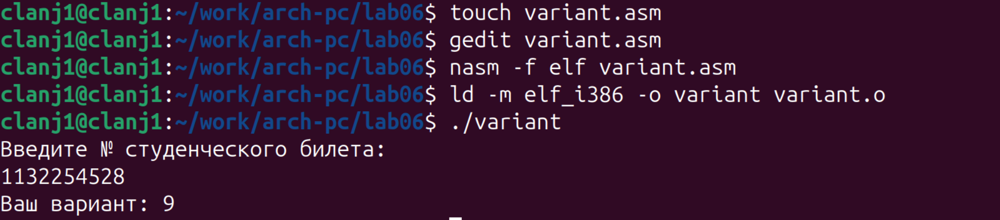 clanj1@clanj1:~/work/arch-pc/lab06$ touch variant.asm
clanj1@clanj1:~/work/arch-pc/lab06$ gedit variant.asm
clanj1@clanj1:~/work/arch-pc/lab06$ nasm -f elf variant.asm
clanj1@clanj1:~/work/arch-pc/lab06$ ld -m elf_i386 -o variant variant.o
clanj1@clanj1:~/work/arch-pc/lab06$ ./variant
Введите № студенческого билета:
1132254528
Ваш вариант: 9